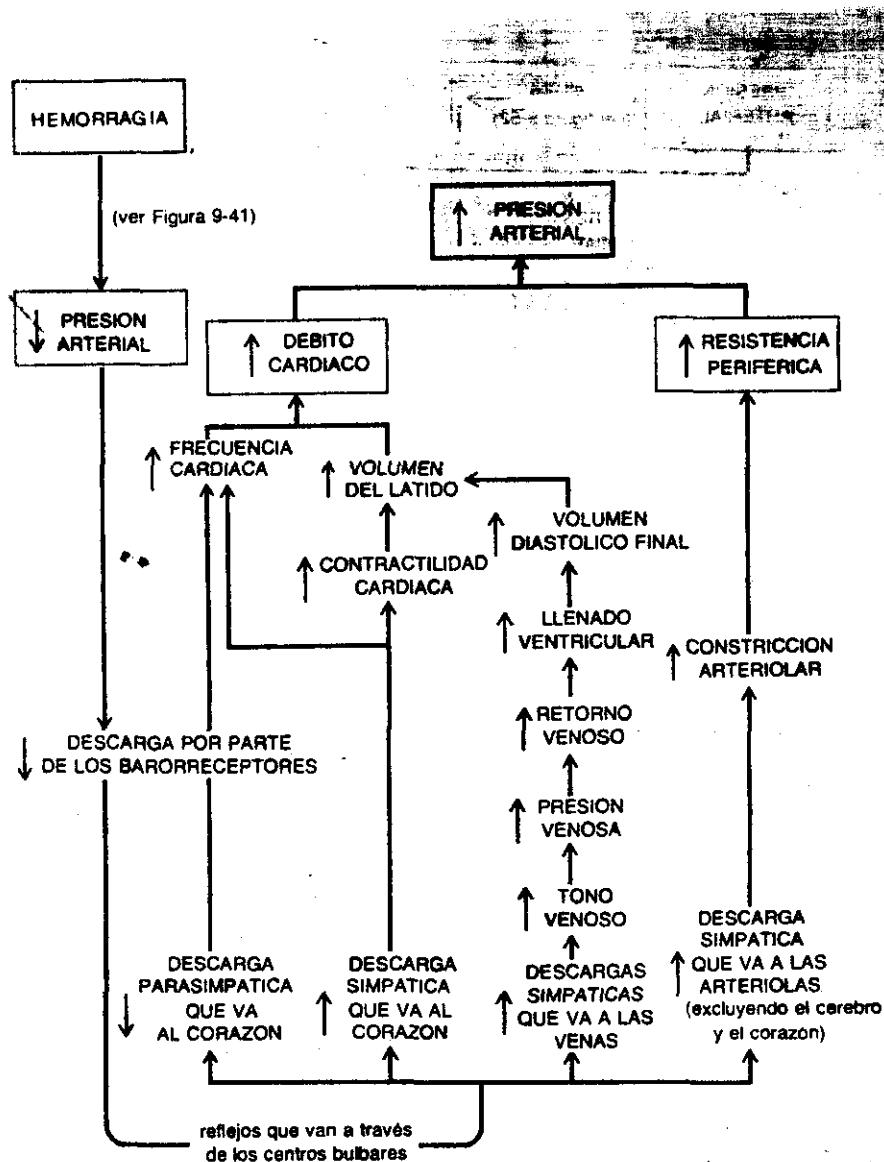 HEMORRAGIA
(ver Figura 9-41)
↑ PRESION
ARTERIAL
↓ PRESION
ARTERIAL
↑ DEBITO
CARDIACO
↑ RESISTENCIA
PERIFERICA
↑ FRECUENCIA
CARDIACA
↑ VOLUMEN
DEL LATIDO
↑ VOLUMEN
DIASTOLICO FINAL
↑ CONTRACTILIDAD
CARDIACA
↑ LLENADO
VENTRICULAR
↑ CONSTRICCION
ARTERIOLAR
↑ RETORNO
VENOSO
↓ DESCARGA POR PARTE
DE LOS BARORRECEPTORES
↑ PRESION
VENOSA
↑ TONO
VENOSO
↓ DESCARGA
PARASIMPATICA
QUE VA
AL CORAZON
↑ DESCARGA
SIMPATICA
QUE VA AL
CORAZON
↑ DESCARGAS
SIMPATICAS
QUE VA A LAS
VENAS
↑ DESCARGA
SIMPATICA
QUE VA A LAS
ARTERIOLAS
(excluyendo el cerebro
y el corazón)
reflejos que van a través
de los centros bulbares